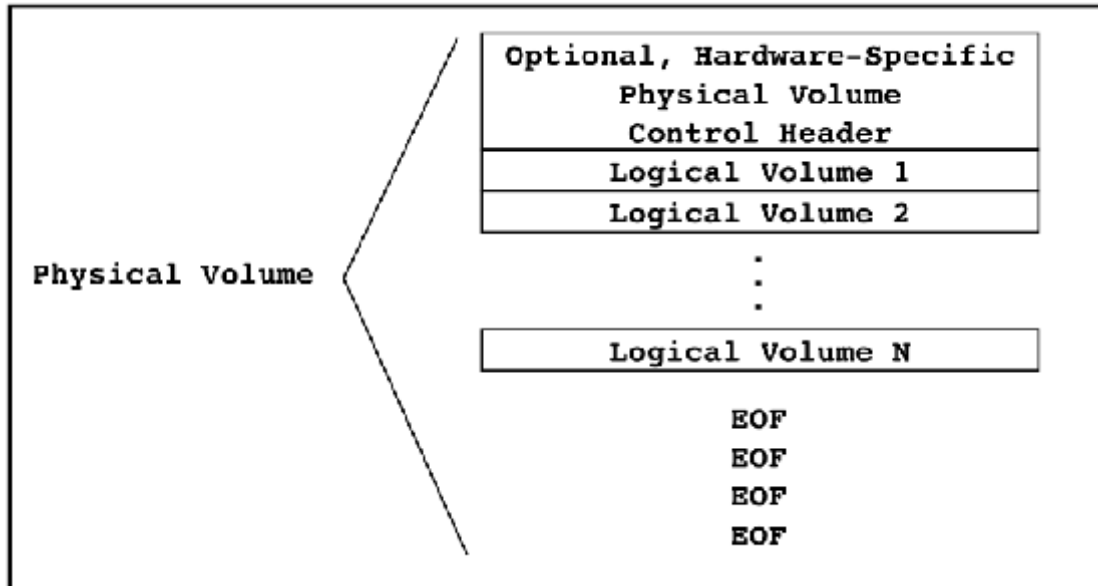 Optional, Hardware-Specific
Physical Volume
Control Header
Logical Volume 1
Logical Volume 2
Physical Volume
Logical Volume N
EOF
EOF
EOF
EOF